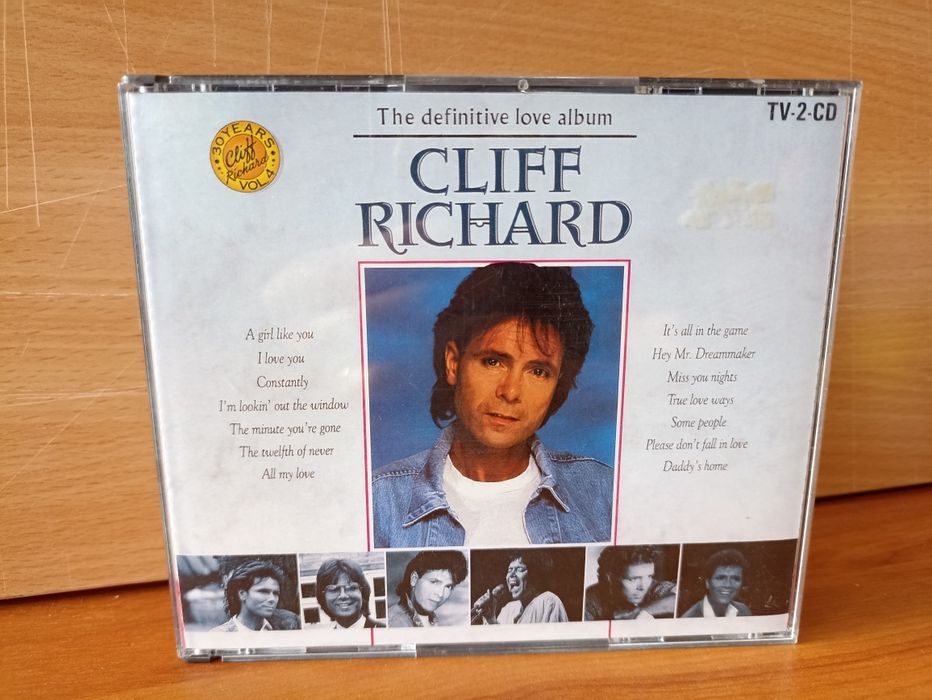 The definitive love album
TV-2-CD
30 YEARS
Cliff
Richard
VOL 4
CLIFF
RICHARD
A girl like you
I love you
Constantly
I'm lookin' out the window
The minute you're gone
The twelfth of never
All my love
It's all in the game
Hey Mr. Dreammaker
Miss you nights
True love ways
Some people
Please don't fall in love
Daddy's home